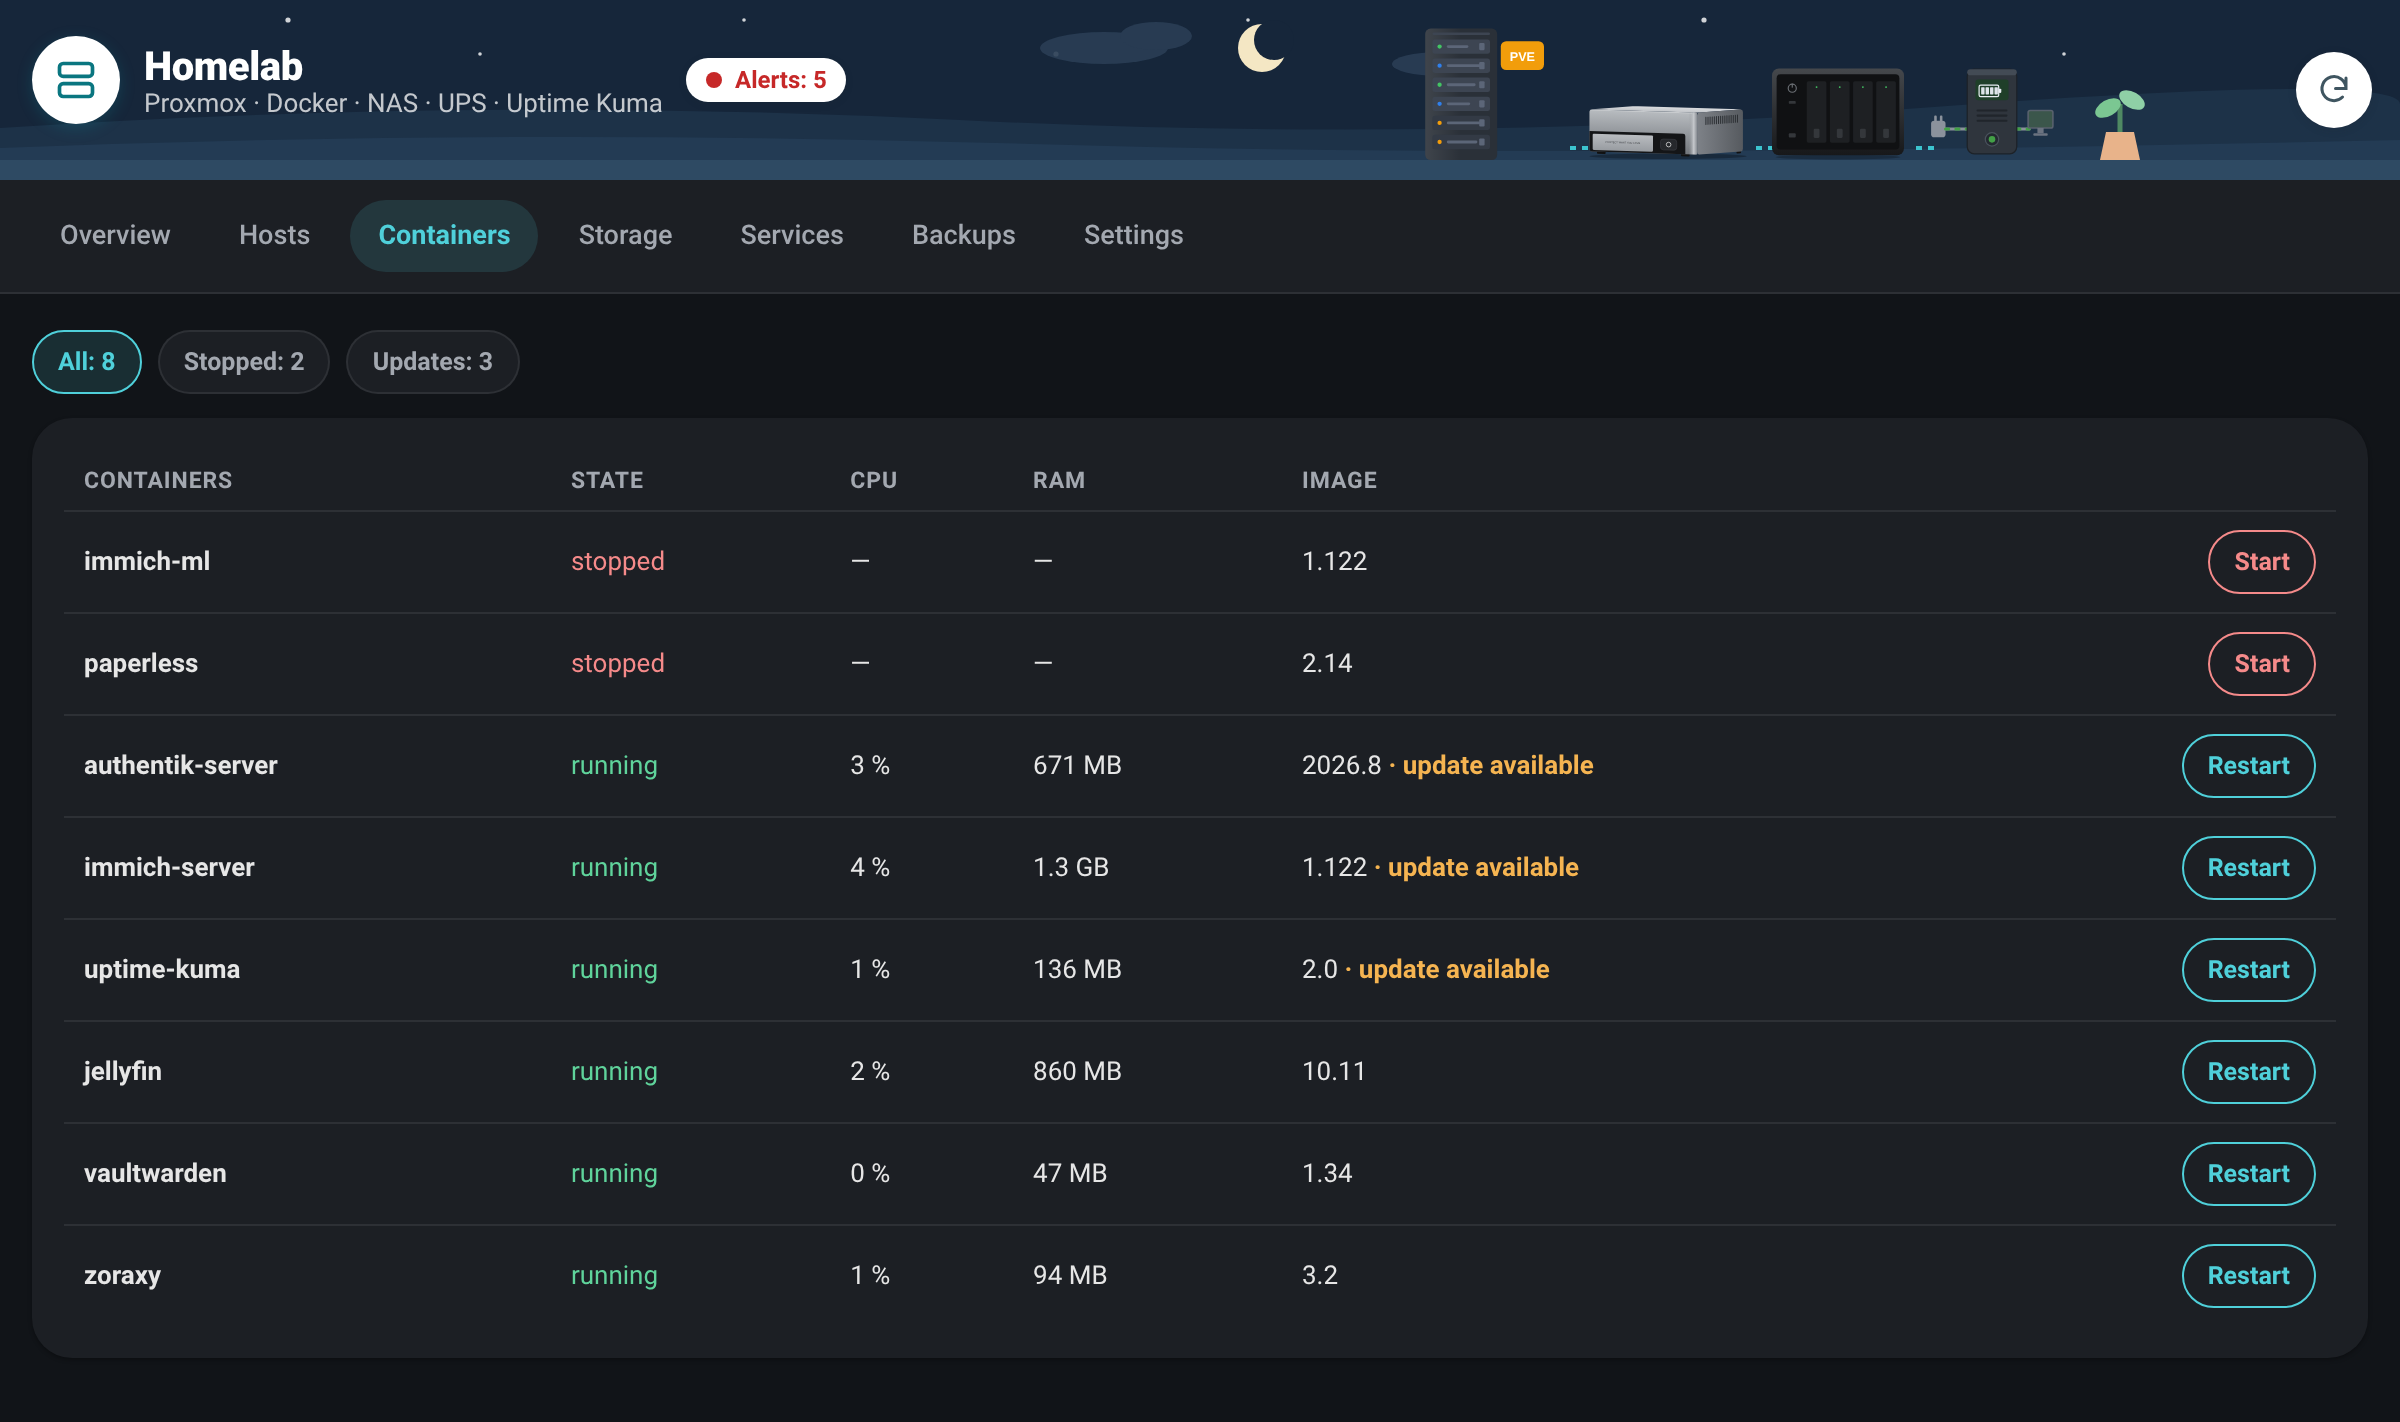 Homelab
Proxmox · Docker · NAS · UPS · Uptime Kuma
Alerts: 5
PVE
Overview Hosts Containers Storage Services Backups Settings
All: 8 Stopped: 2 Updates: 3
CONTAINERS STATE CPU RAM IMAGE
immich-ml stopped — — 1.122 Start
paperless stopped — — 2.14 Start
authentik-server running 3 % 671 MB 2026.8 · update available Restart
immich-server running 4 % 1.3 GB 1.122 · update available Restart
uptime-kuma running 1 % 136 MB 2.0 · update available Restart
jellyfin running 2 % 860 MB 10.11 Restart
vaultwarden running 0 % 47 MB 1.34 Restart
zoraxy running 1 % 94 MB 3.2 Restart